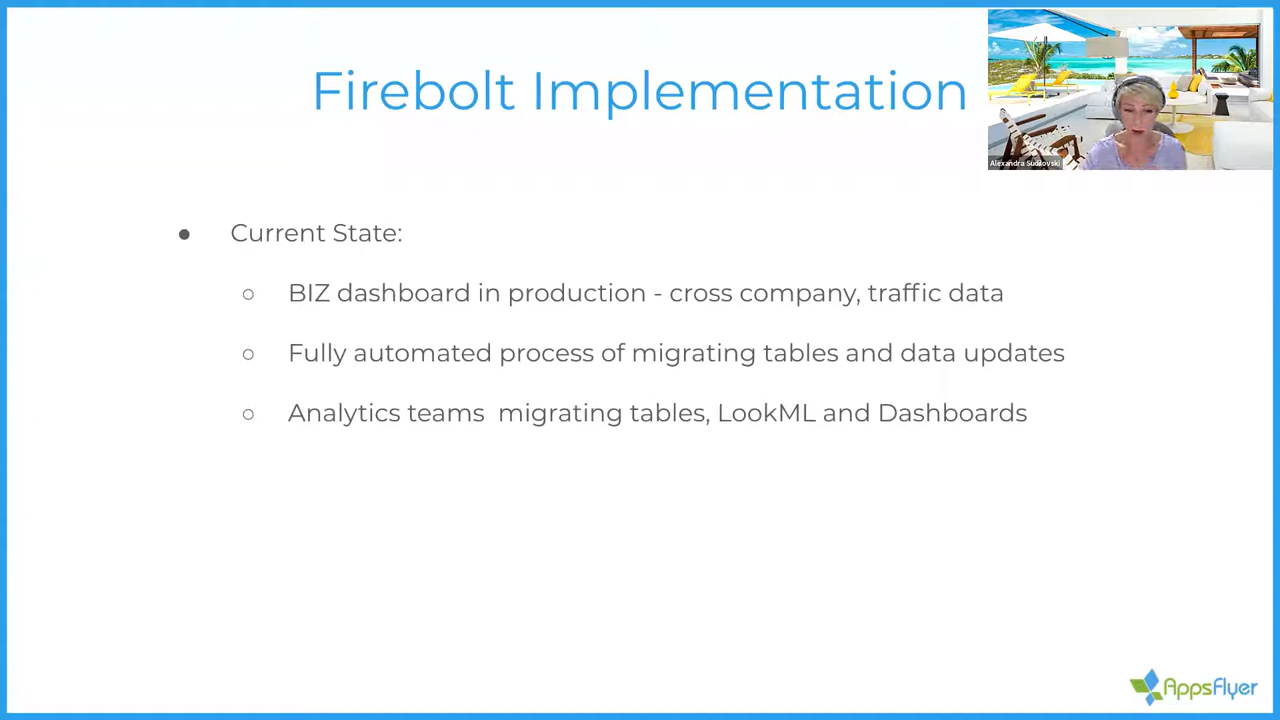 Firebolt Implementation
Alexandra Sudilovski
● Current State:
○ BIZ dashboard in production - cross company, traffic data
○ Fully automated process of migrating tables and data updates
○ Analytics teams  migrating tables, LookML and Dashboards
AppsFlyer